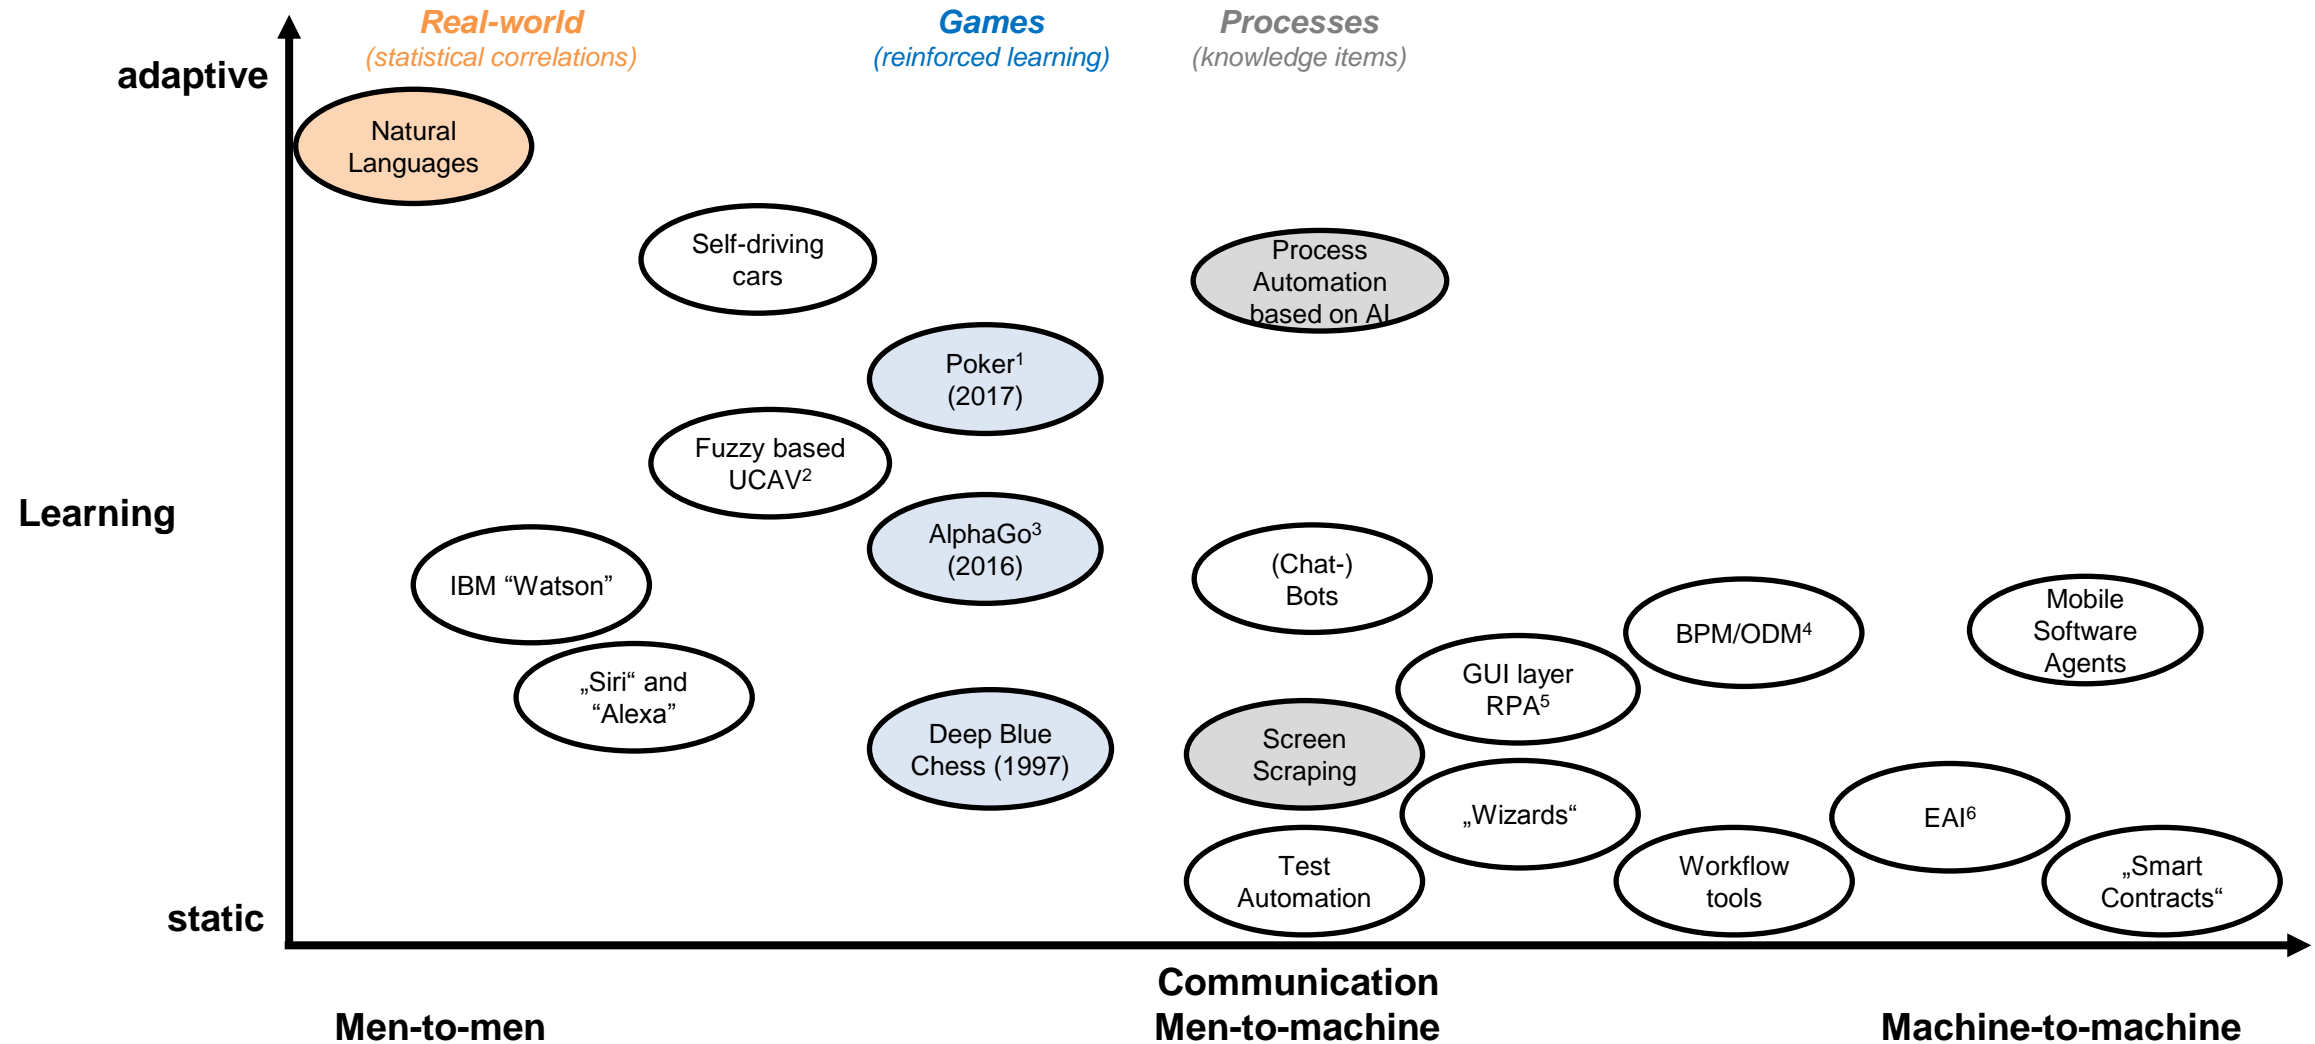 Real-world
(statistical correlations)
Games
(reinforced learning)
Processes
(knowledge items)
adaptive
Natural
Languages
Self-driving
cars
Process
Automation
based on AI
Poker¹
(2017)
Fuzzy based
UCAV²
Learning
AlphaGo³
(2016)
IBM “Watson”
(Chat-)
Bots
BPM/ODM⁴
Mobile
Software
Agents
„Siri“ and
“Alexa”
GUI layer
RPA⁵
Deep Blue
Chess (1997)
Screen
Scraping
„Wizards“
EAI⁶
Test
Automation
Workflow
tools
„Smart
Contracts“
static
Communication
Men-to-men
Men-to-machine
Machine-to-machine